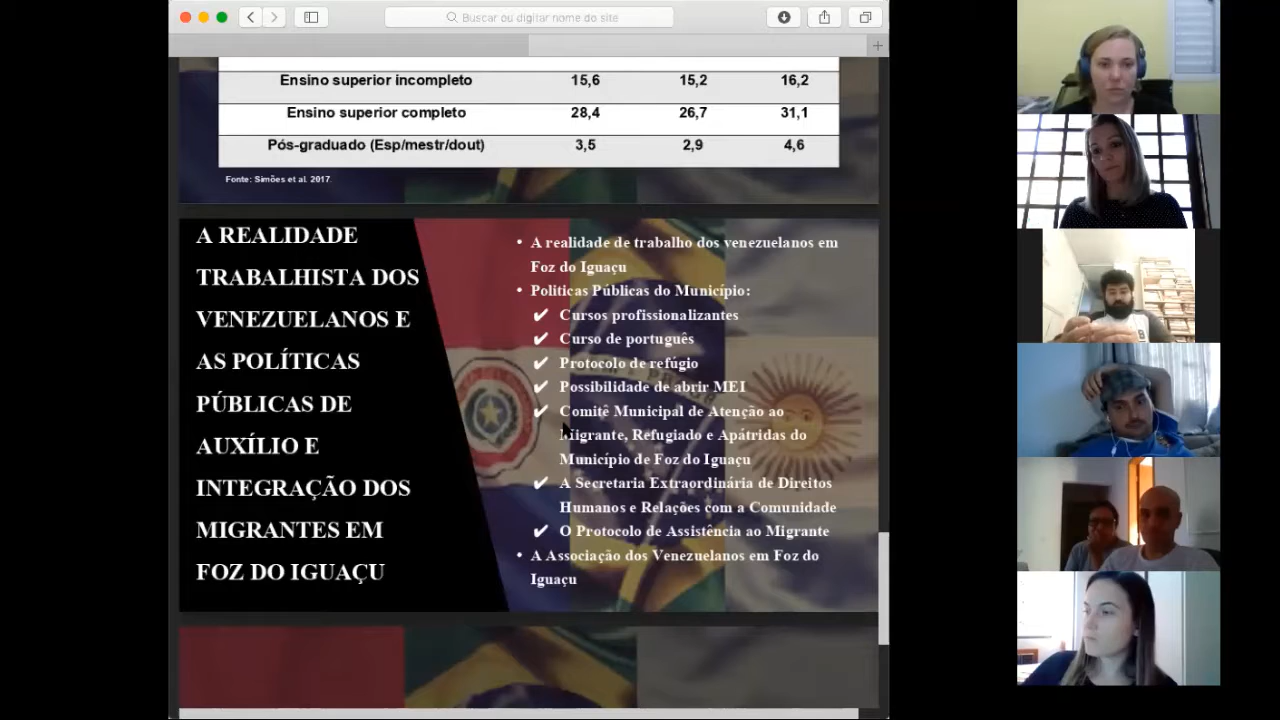 Buscar ou digitar nome do site
Ensino superior incompleto 15,6 15,2 16,2
Ensino superior completo 28,4 26,7 31,1
Pós-graduado (Esp/mestr/dout) 3,5 2,9 4,6
Fonte: Simões et al. 2017.
A REALIDADE
TRABALHISTA DOS
VENEZUELANOS E
AS POLÍTICAS
PÚBLICAS DE
AUXÍLIO E
INTEGRAÇÃO DOS
MIGRANTES EM
FOZ DO IGUAÇU
• A realidade de trabalho dos venezuelanos em
Foz do Iguaçu
• Politicas Públicas do Município:
✔ Cursos profissionalizantes
✔ Curso de português
✔ Protocolo de refúgio
✔ Possibilidade de abrir MEI
✔ Comitê Municipal de Atenção ao
Migrante, Refugiado e Apátridas do
Município de Foz do Iguaçu
✔ A Secretaria Extraordinária de Direitos
Humanos e Relações com a Comunidade
✔ O Protocolo de Assistência ao Migrante
• A Associação dos Venezuelanos em Foz do
Iguaçu